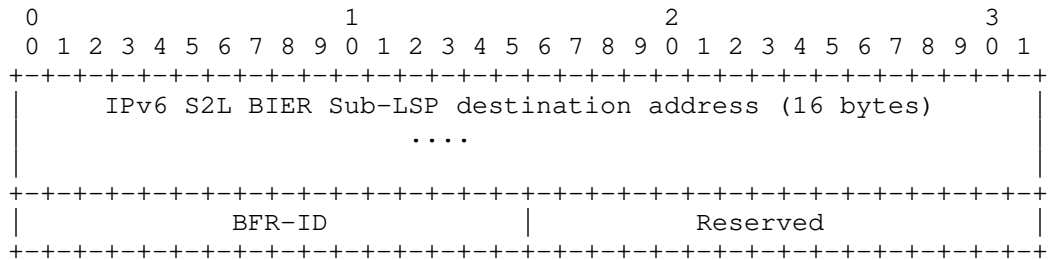 0                   1                   2                   3
 0 1 2 3 4 5 6 7 8 9 0 1 2 3 4 5 6 7 8 9 0 1 2 3 4 5 6 7 8 9 0 1
+-+-+-+-+-+-+-+-+-+-+-+-+-+-+-+-+-+-+-+-+-+-+-+-+-+-+-+-+-+-+-+-+
|     IPv6 S2L BIER Sub-LSP destination address (16 bytes)      |
|                        ....                                   |
|                                                               |
+-+-+-+-+-+-+-+-+-+-+-+-+-+-+-+-+-+-+-+-+-+-+-+-+-+-+-+-+-+-+-+-+
|             BFR-ID            |          Reserved             |
+-+-+-+-+-+-+-+-+-+-+-+-+-+-+-+-+-+-+-+-+-+-+-+-+-+-+-+-+-+-+-+-+